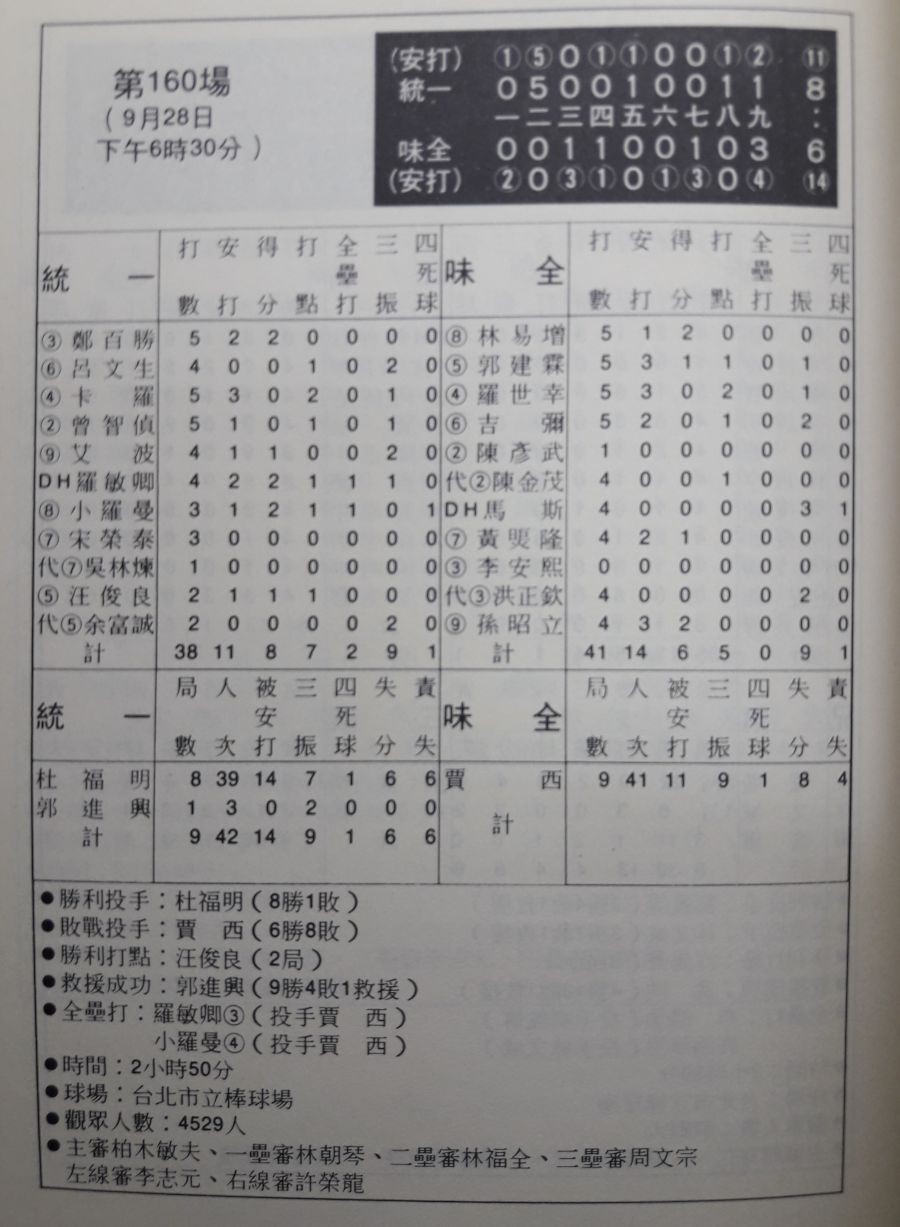 第160場
(9月28日
下午6時30分)
(安打) ①⑤0①①00①② ⑪
統一 050010011 8
一二三四五六七八九 :
味全 001100103 6
(安打) ②0③①0①③0④ ⑭
統一 打數 安打 得分 打點 全壘打 三振 四死球
③鄭百勝 5 2 2 0 0 0 0
⑥呂文生 4 0 0 1 0 2 0
④卡羅 5 3 0 2 0 1 0
②曾智偵 5 1 0 1 0 1 0
⑨艾波 4 1 1 0 0 2 0
DH羅敏卿 4 2 2 1 1 1 0
⑧小羅曼 3 1 2 1 1 0 1
⑦宋榮泰 3 0 0 0 0 0 0
代⑦吳林煉 1 0 0 0 0 0 0
⑤汪俊良 2 1 1 1 0 0 0
代⑤余富誠 2 0 0 0 0 2 0
計 38 11 8 7 2 9 1
味全 打數 安打 得分 打點 全壘打 三振 四死球
⑧林易增 5 1 2 0 0 0 0
⑤郭建霖 5 3 1 1 0 1 0
④羅世幸 5 3 0 2 0 1 0
⑥吉彌 5 2 0 1 0 2 0
②陳彥武 1 0 0 0 0 0 0
代②陳金茂 4 0 0 1 0 0 0
DH馬斯 4 0 0 0 0 3 1
⑦黃煚隆 4 2 1 0 0 0 0
③李安熙 0 0 0 0 0 0 0
代③洪正欽 4 0 0 0 0 2 0
⑨孫昭立 4 3 2 0 0 0 0
計 41 14 6 5 0 9 1
統一 局數 人次 被安打 三振 四死球 失分 責失
杜福明 8 39 14 7 1 6 6
郭進興 1 3 0 2 0 0 0
計 9 42 14 9 1 6 6
味全 局數 人次 被安打 三振 四死球 失分 責失
賈西 9 41 11 9 1 8 4
計
●勝利投手：杜福明(8勝1敗)
●敗戰投手：賈 西(6勝8敗)
●勝利打點：汪俊良(2局)
●救援成功：郭進興(9勝4敗1救援)
●全壘打：羅敏卿③(投手賈 西)
小羅曼④(投手賈 西)
●時間：2小時50分
●球場：台北市立棒球場
●觀眾人數：4529人
●主審柏木敏夫、一壘審林朝琴、二壘審林福全、三壘審周文宗
左線審李志元、右線審許榮龍